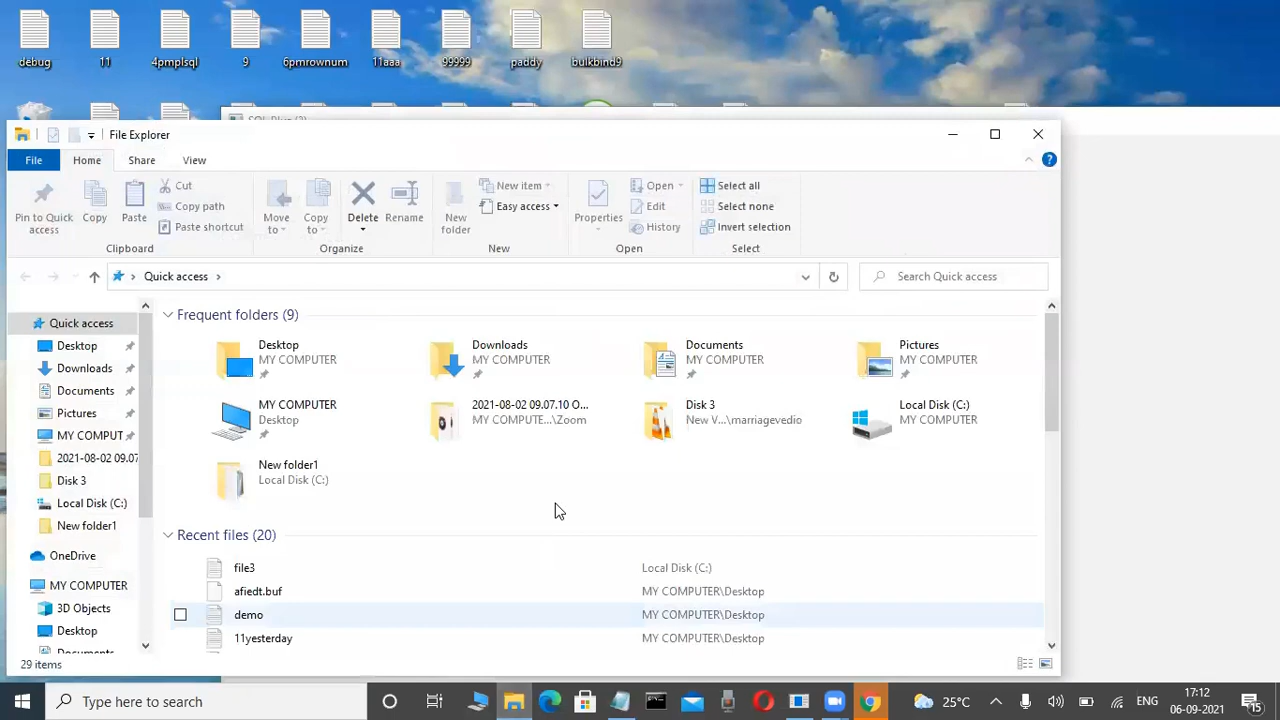 debug 11 4pmplsql 9 6pmrownum 11aaa 99999 paddy bulkbind9
File Explorer
File Home Share View
Pin to Quick access
Copy
Paste
Cut
Copy path
Paste shortcut
Move to
Copy to
Delete
Rename
New folder
New item
Easy access
Properties
Open
Edit
History
Select all
Select none
Invert selection
Clipboard Organize New Open Select
Quick access
Search Quick access
Quick access
Desktop
Downloads
Documents
Pictures
MY COMPUT
2021-08-02 09.07
Disk 3
Local Disk (C:)
New folder1
OneDrive
MY COMPUTER
3D Objects
Desktop
Frequent folders (9)
Desktop
MY COMPUTER
Downloads
MY COMPUTER
Documents
MY COMPUTER
Pictures
MY COMPUTER
MY COMPUTER
Desktop
2021-08-02 09.07.10 O...
MY COMPUTE...\Zoom
Disk 3
New V...\marriagevedio
Local Disk (C:)
MY COMPUTER
New folder1
Local Disk (C:)
Recent files (20)
file3 Local Disk (C:)
afiedt.buf MY COMPUTER\Desktop
demo MY COMPUTER\Desktop
11yesterday MY COMPUTER\Desktop
29 items
Type here to search
25°C
ENG
17:12
06-09-2021
15